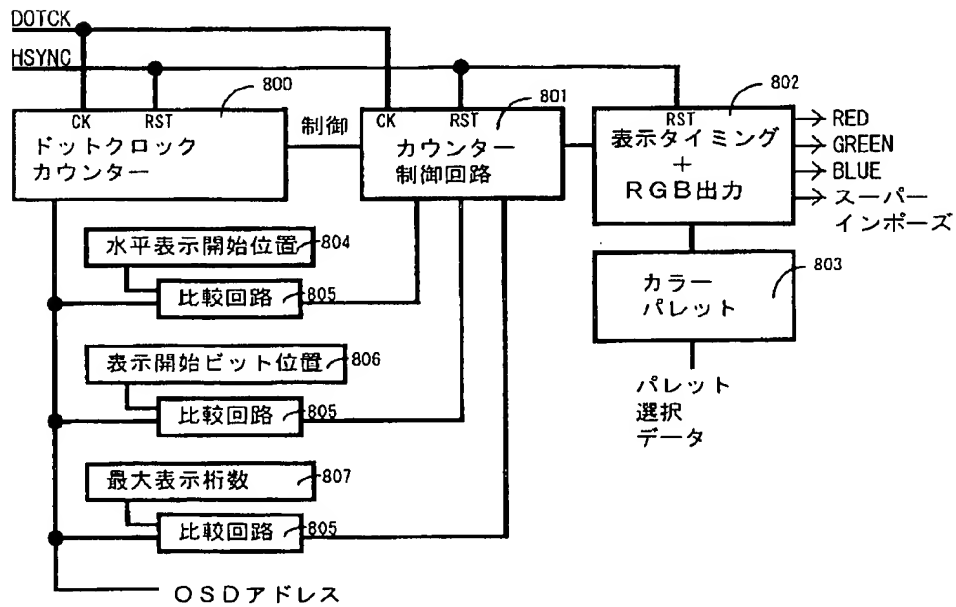 DOTCK
HSYNC
800
801
802
CK RST
ドットクロック
カウンター
制御
CK RST
カウンター
制御回路
RST
表示タイミング
+
RGB出力
RED
GREEN
BLUE
スーパー
インポーズ
水平表示開始位置
804
比較回路
805
カラー
パレット
803
表示開始ビット位置
806
比較回路
805
パレット
選択
データ
最大表示桁数
807
比較回路
805
OSDアドレス